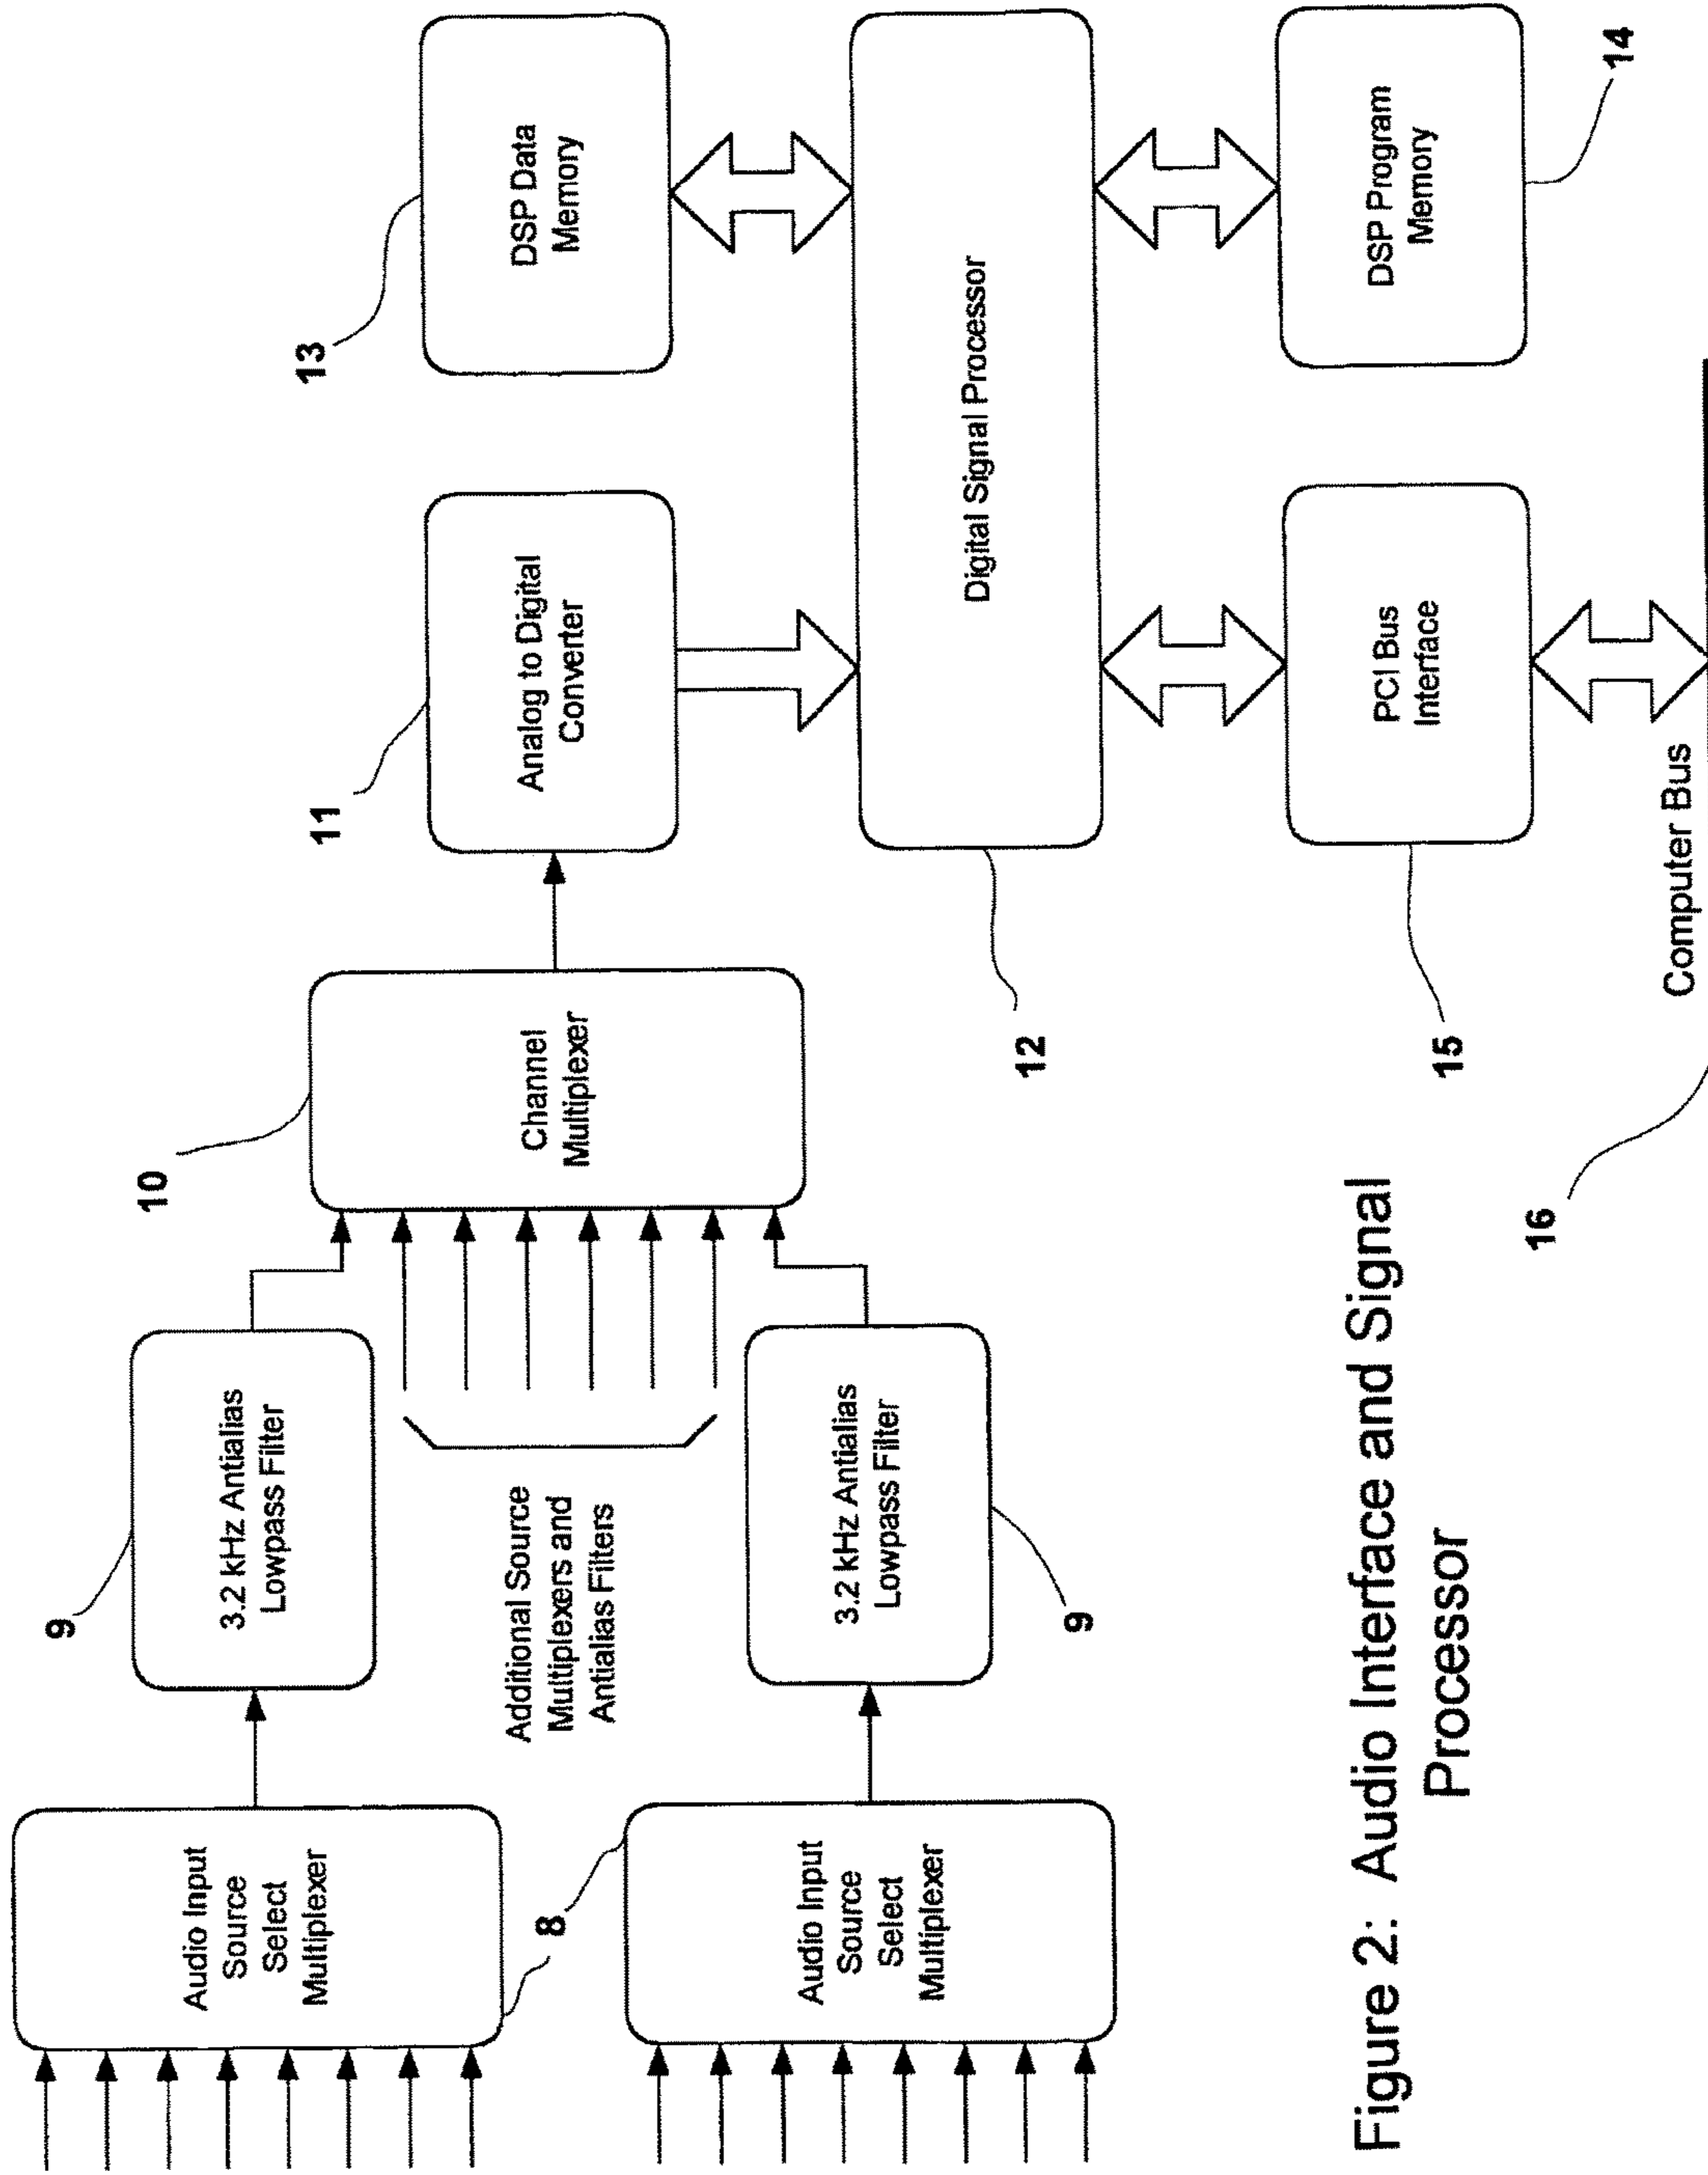 Audio Input
Source
Select
Multiplexer
8
Audio Input
Source
Select
Multiplexer
9
3.2 kHz Antialias
Lowpass Filter
Additional Source
Multiplexers and
Antialias Filters
3.2 kHz Antialias
Lowpass Filter
9
10
Channel
Multiplexer
11
Analog to Digital
Converter
13
DSP Data
Memory
12
Digital Signal Processor
15
PCI Bus
Interface
DSP Program
Memory
14
16
Computer Bus
Figure 2: Audio Interface and Signal
Processor